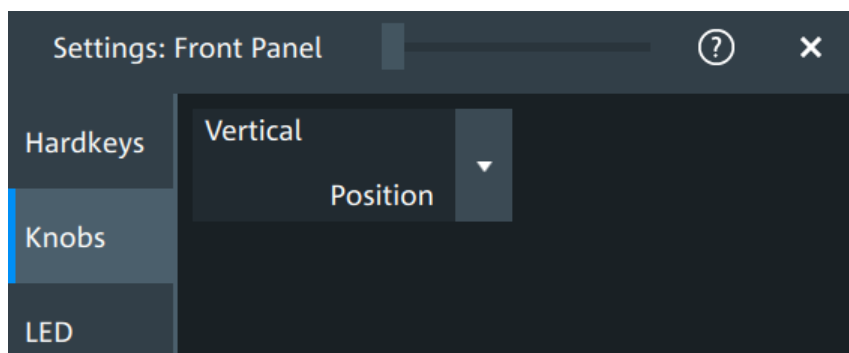 Settings: Front Panel
?
Hardkeys
Knobs
LED
Vertical
Position